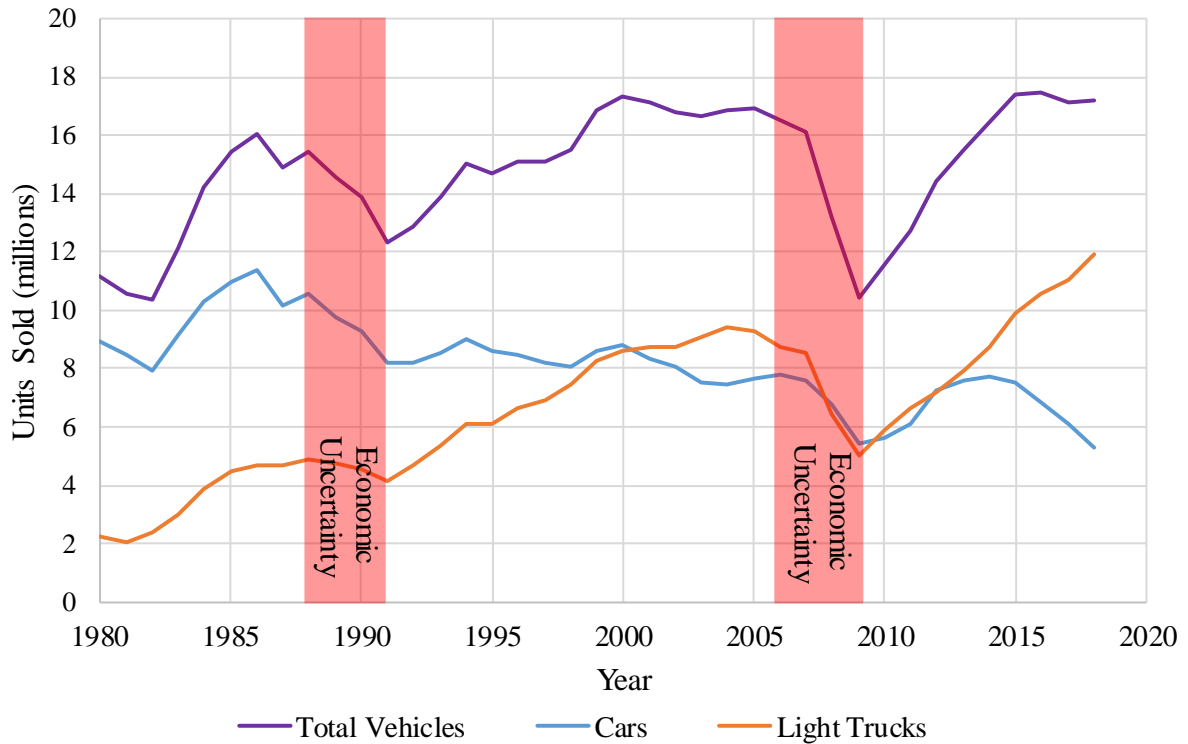 20
18
16
14
12
10
8
6
4
2
0
Units Sold (millions)
Economic
Uncertainty
Economic
Uncertainty
1980
1985
1990
1995
2000
2005
2010
2015
2020
Year
Total Vehicles
Cars
Light Trucks